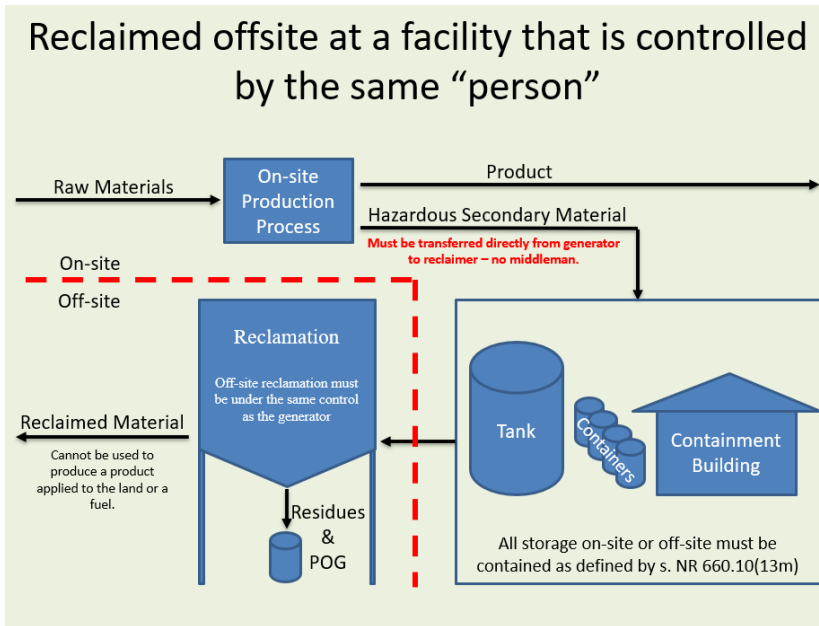 Reclaimed offsite at a facility that is controlled
by the same “person”
Raw Materials
On-site
Production
Process
Product
Hazardous Secondary Material
Must be transferred directly from generator
to reclaimer – no middleman.
On-site
Off-site
Reclamation
Off-site reclamation must
be under the same control
as the generator
Reclaimed Material
Cannot be used to
produce a product
applied to the land or a
fuel.
Residues
&
POG
Tank
Containers
Containment
Building
All storage on-site or off-site must be
contained as defined by s. NR 660.10(13m)